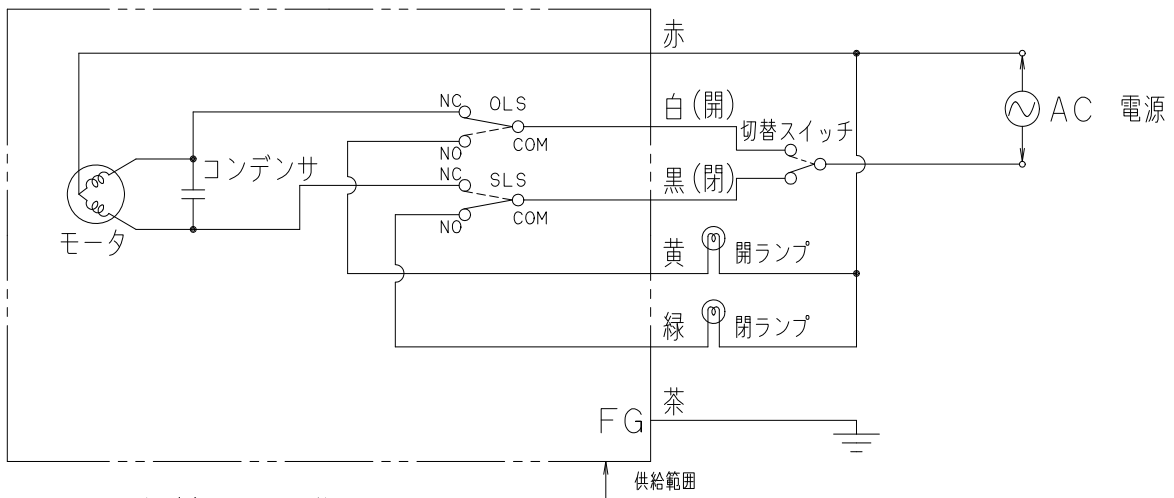 赤
NC
OLS
白(開)
切替スイッチ
AC 電源
COM
NO
コンデンサ
NC
SLS
黒(閉)
COM
NO
モータ
黄
開ランプ
緑
閉ランプ
茶
FG
供給範囲